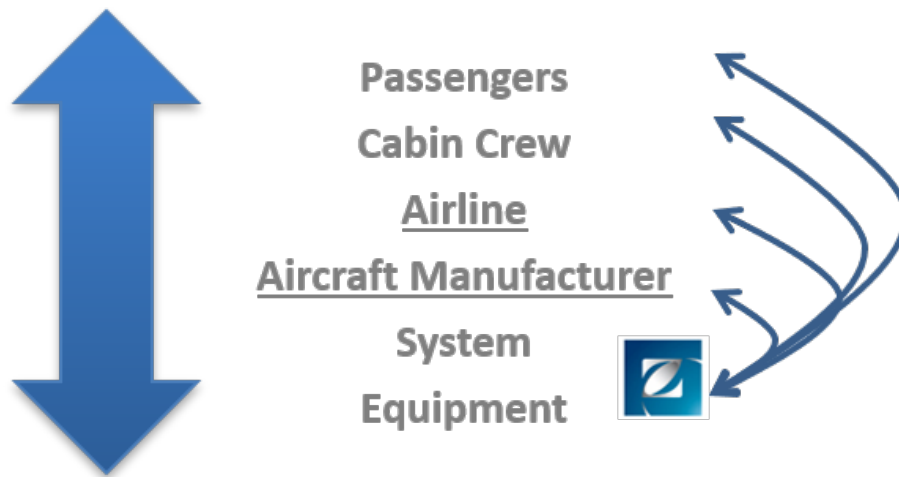 Passengers
Cabin Crew
Airline
Aircraft Manufacturer
System
Equipment